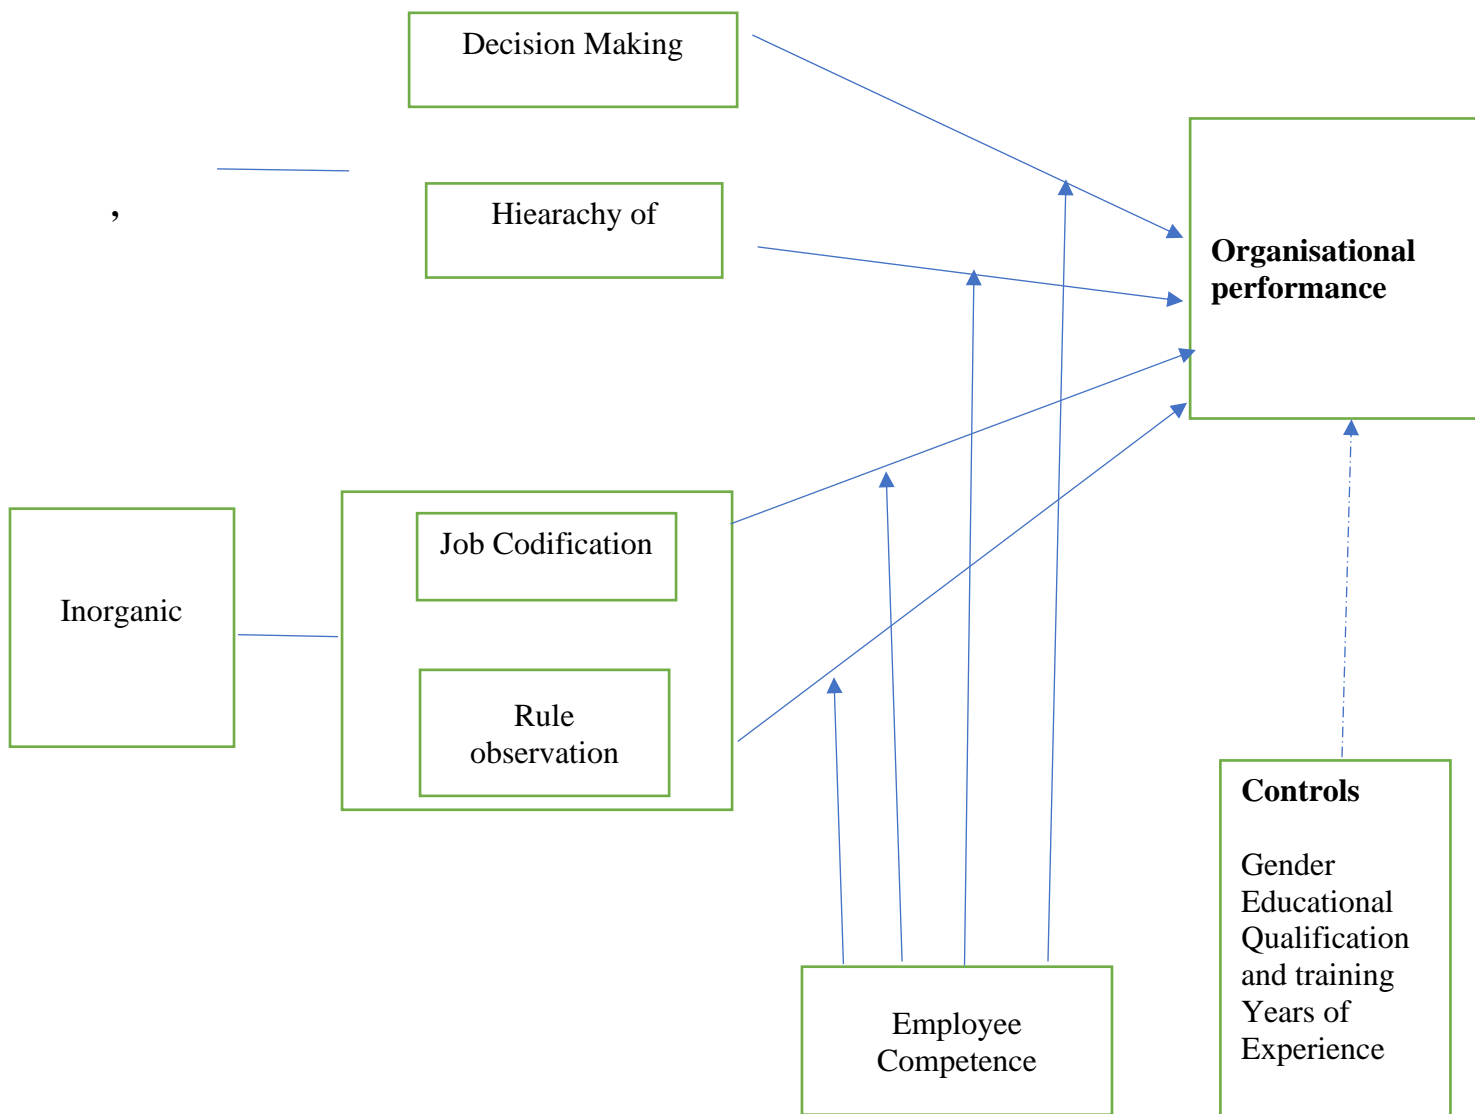 Decision Making
,
Hiearachy of
Organisational
performance
Job Codification
Inorganic
Rule
observation
Controls
Gender
Educational
Qualification
and training
Years of
Experience
Employee
Competence